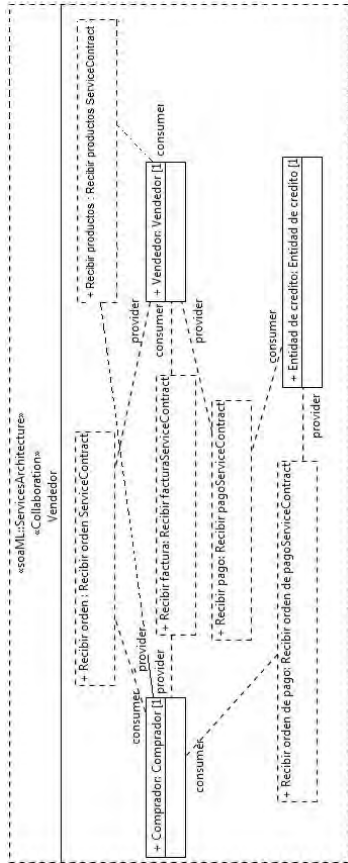 «soaML::ServicesArchitecture»
«Collaboration»
Vendedor
+ Recibir orden : Recibir orden ServiceContract
+ Recibir productos : Recibir productos ServiceContract
consumer
provider
provider
consumer
provider
consumer
+ Comprador: Comprador [1
+ Recibir factura: Recibir facturaServiceContract
+ Vendedor: Vendedor [1
consumer
provider
+ Recibir pago: Recibir pagoServiceContract
consumer
+ Recibir orden de pago: Recibir orden de pagoServiceContract
provider
+ Entidad de credito: Entidad de credito [1